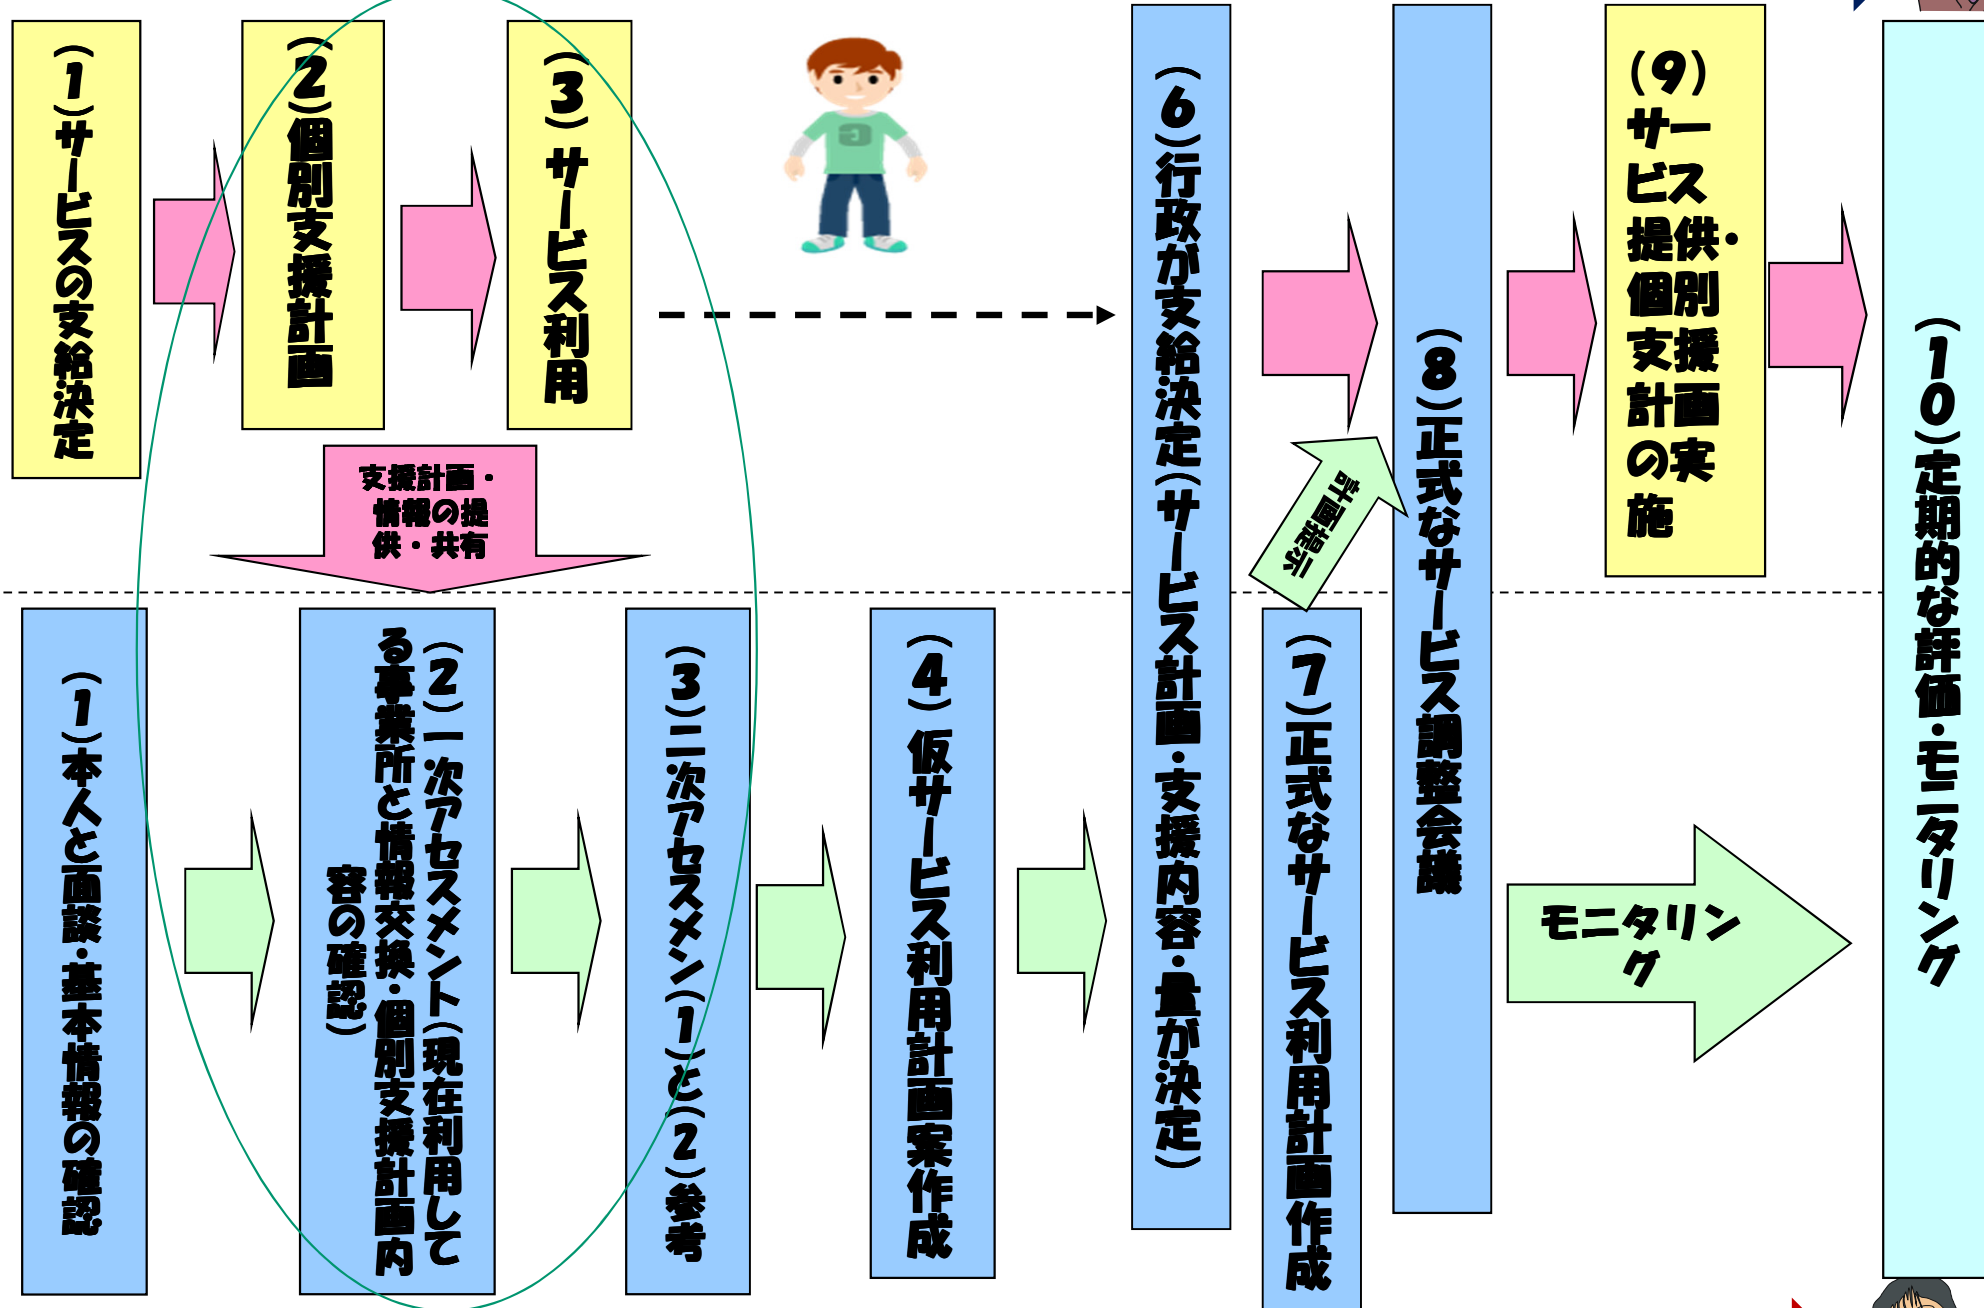 (1)サービスの支給決定
(2)個別支援計画
(3)サービス利用
支援計画・
情報の提
供・共有
(1)本人と面談・基本情報の確認
(2)一次アセスメント(現在利用して
る事業所と情報交換・個別支援計画内
容の確認)
(3)二次アセスメン(1)と(2)参考
(4)仮サービス利用計画案作成
(6)行政が支給決定(サービス計画・支援内容・量が決定)
計画提示
(7)正式なサービス利用計画作成
(8)正式なサービス調整会議
(9)
サー
ビス
提供・
個別
支援
計画
の実
施
モニタリン
グ
(10)定期的な評価・モニタリング